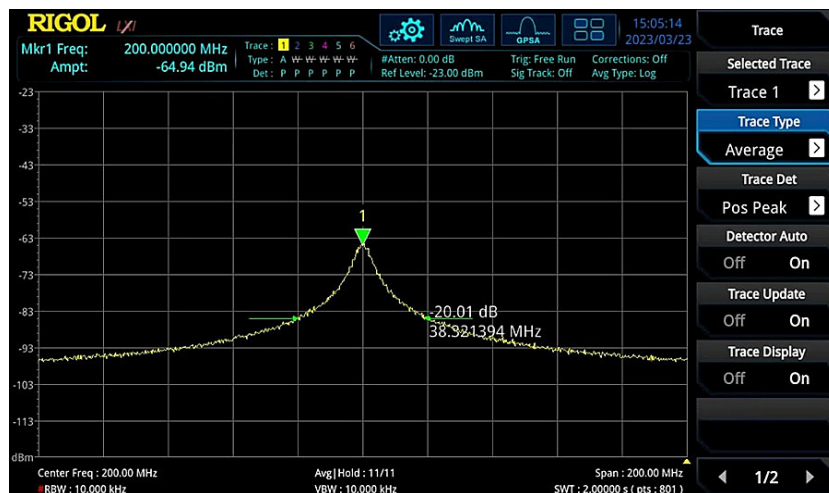 RIGOL LXI
15:05:14
2023/03/23
Swept SA
GPSA
Mkr1 Freq: 200.000000 MHz
Ampt: -64.94 dBm
Trace : 1 2 3 4 5 6
Type : A W W W W W
Det : P P P P P P
#Atten: 0.00 dB
Ref Level: -23.00 dBm
Trig: Free Run
Sig Track: Off
Corrections: Off
Avg Type: Log
-23
-33
-43
-53
-63
-73
-83
-93
-103
-113
dBm
1
-20.01 dB
38.321394 MHz
Center Freq : 200.00 MHz
Avg|Hold : 11/11
Span : 200.00 MHz
#RBW : 10.000 kHz
VBW : 10.000 kHz
SWT : 2.00000 s ( pts : 801 )
Trace
Selected Trace
Trace 1
Trace Type
Average
Trace Det
Pos Peak
Detector Auto
Off On
Trace Update
Off On
Trace Display
Off On
1/2